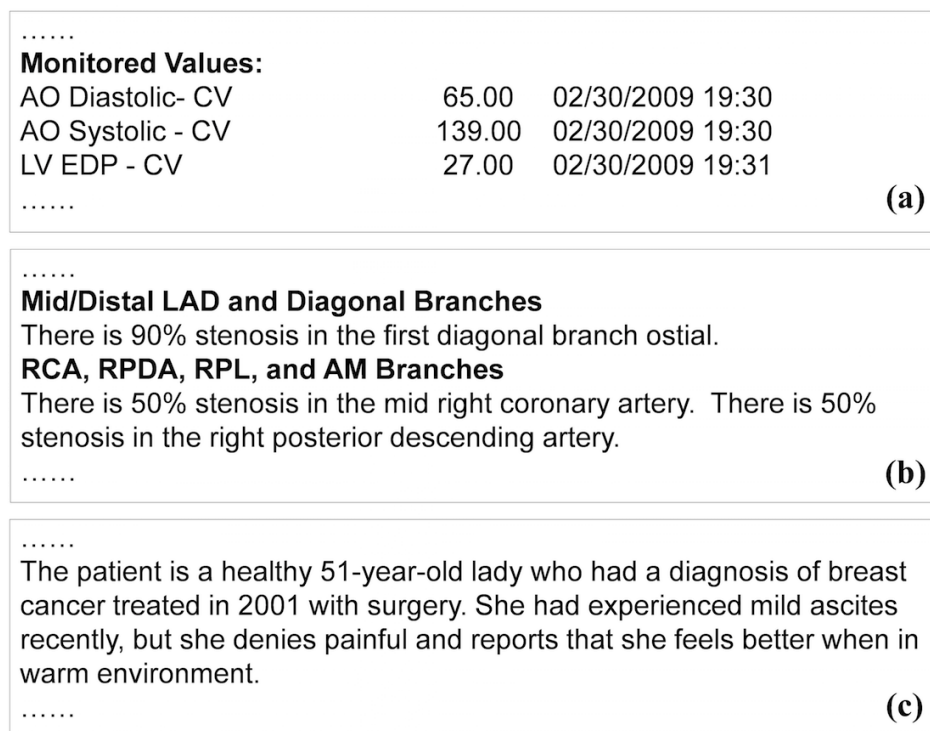 ……
Monitored Values:
AO Diastolic- CV 65.00 02/30/2009 19:30
AO Systolic - CV 139.00 02/30/2009 19:30
LV EDP - CV 27.00 02/30/2009 19:31
……
(a)
……
Mid/Distal LAD and Diagonal Branches
There is 90% stenosis in the first diagonal branch ostial.
RCA, RPDA, RPL, and AM Branches
There is 50% stenosis in the mid right coronary artery. There is 50%
stenosis in the right posterior descending artery.
……
(b)
……
The patient is a healthy 51-year-old lady who had a diagnosis of breast
cancer treated in 2001 with surgery. She had experienced mild ascites
recently, but she denies painful and reports that she feels better when in
warm environment.
……
(c)